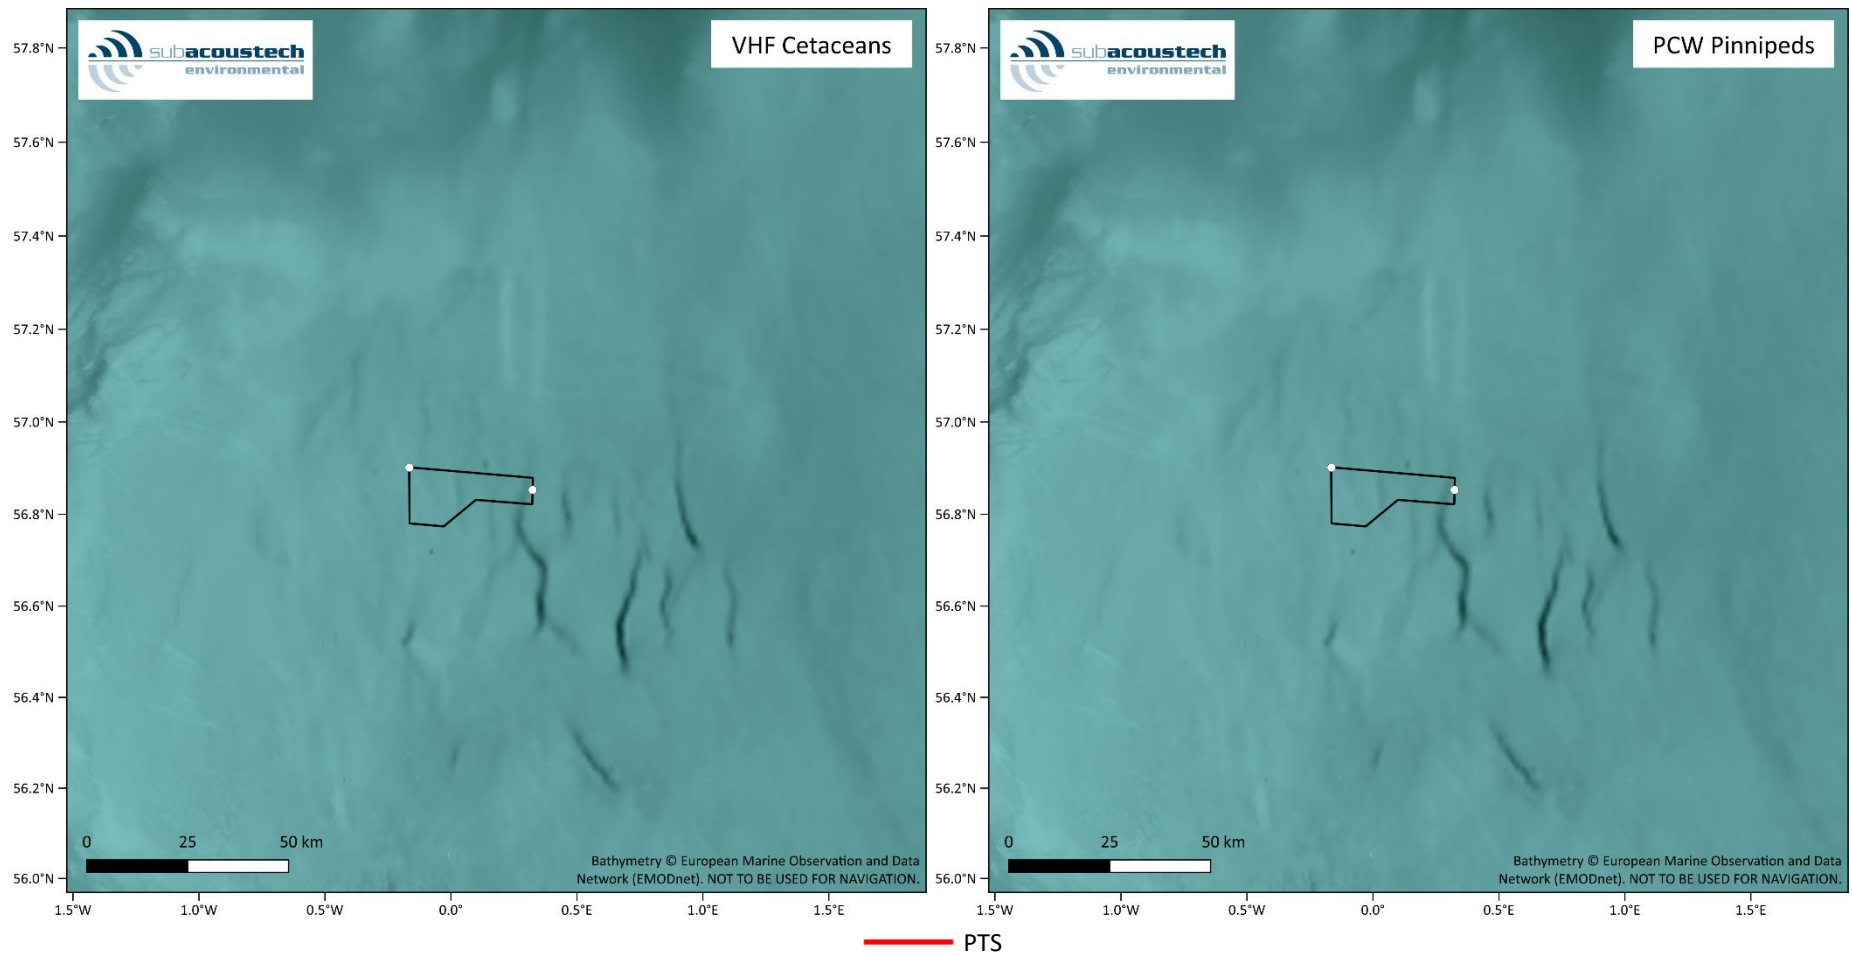 subacoustech
environmental
VHF Cetaceans
57.8°N
57.6°N
57.4°N
57.2°N
57.0°N
56.8°N
56.6°N
56.4°N
56.2°N
56.0°N
0 25 50 km
Bathymetry © European Marine Observation and Data
Network (EMODnet). NOT TO BE USED FOR NAVIGATION.
1.5°W 1.0°W 0.5°W 0.0° 0.5°E 1.0°E 1.5°E
subacoustech
environmental
PCW Pinnipeds
57.8°N
57.6°N
57.4°N
57.2°N
57.0°N
56.8°N
56.6°N
56.4°N
56.2°N
56.0°N
0 25 50 km
Bathymetry © European Marine Observation and Data
Network (EMODnet). NOT TO BE USED FOR NAVIGATION.
1.5°W 1.0°W 0.5°W 0.0° 0.5°E 1.0°E 1.5°E
PTS